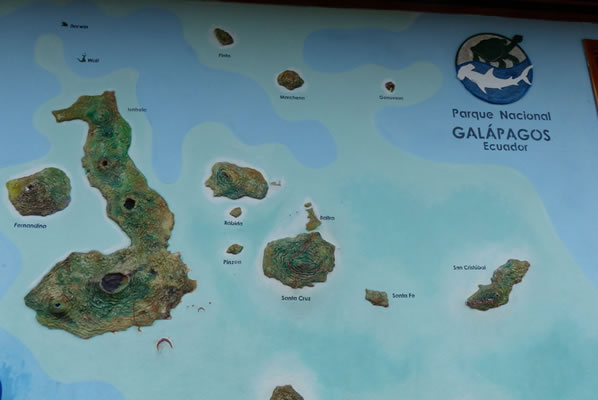 Darwin
Wolf
Pinta
Marchena
Genovesa
Parque Nacional
GALÁPAGOS
Ecuador
Isabela
Fernandina
Rábida
Baltra
Pinzon
San Cristóbal
Santa Cruz
Santa Fe